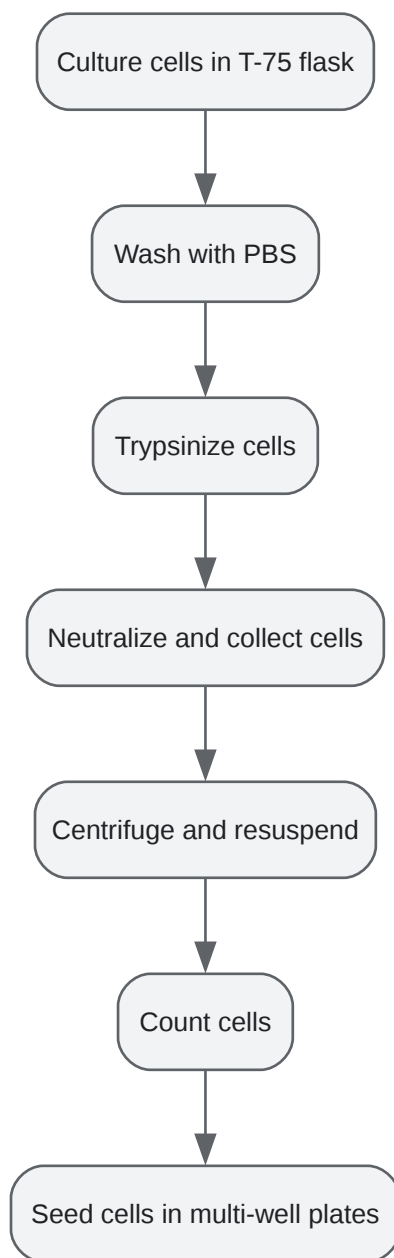 Culture cells in T-75 flask
Wash with PBS
Trypsinize cells
Neutralize and collect cells
Centrifuge and resuspend
Count cells
Seed cells in multi-well plates